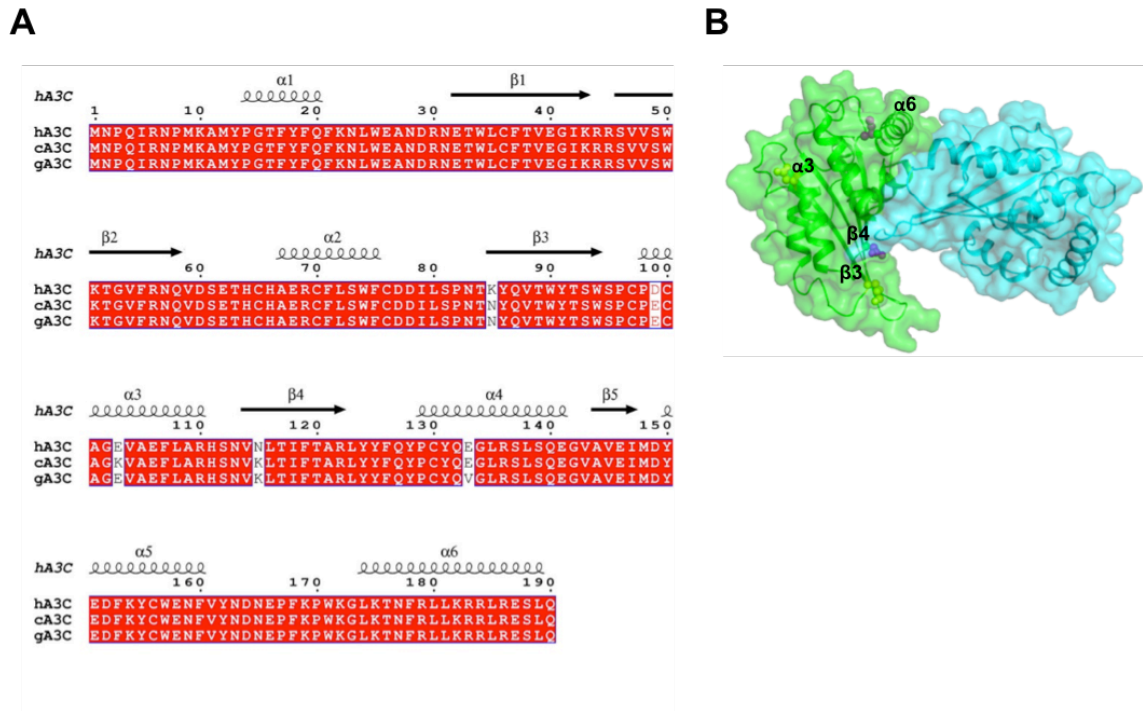 A
B
α1 β1
hA3C
1 10 20 30 40 50
hA3C MNPQIRNPMKAMYPGTFYFQFKNLWEANDRNETWLCFTVEGIKRRSVVSW
cA3C MNPQIRNPMKAMYPGTFYFQFKNLWEANDRNETWLCFTVEGIKRRSVVSW
gA3C MNPQIRNPMKAMYPGTFYFQFKNLWEANDRNETWLCFTVEGIKRRSVVSW
β2 α2 β3
hA3C
60 70 80 90 100
hA3C KTGVFRNQVDSETHCHAERCFLSWFCDDILSPNTKYQVTWYTSWSPCPDC
cA3C KTGVFRNQVDSETHCHAERCFLSWFCDDILSPNTNYQVTWYTSWSPCPEC
gA3C KTGVFRNQVDSETHCHAERCFLSWFCDDILSPNTNYQVTWYTSWSPCPEC
α3 β4 α4 β5
hA3C
110 120 130 140 150
hA3C AGEVAEFLARHSNVNLTIFTARLYYFQYPCYQEGLRSLSQEGVAVEIMDY
cA3C AGKVAEFLARHSNVKLTIFTARLYYFQYPCYQEGLRSLSQEGVAVEIMDY
gA3C AGEVAEFLARHSNVKLTIFTARLYYFQYPCYQVGLRSLSQEGVAVEIMDY
α5 α6
hA3C
160 170 180 190
hA3C EDFKYCWENFVYNDNEPFKPWKGLKTNFRLLKRRLRESLQ
cA3C EDFKYCWENFVYNDNEPFKPWKGLKTNFRLLKRRLRESLQ
gA3C EDFKYCWENFVYNDNEPFKPWKGLKTNFRLLKRRLRESLQ
α6
α3
β4
β3